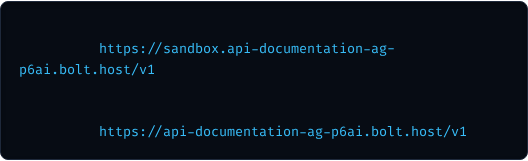 https://sandbox.api-documentation-ag-
p6ai.bolt.host/v1
https://api-documentation-ag-p6ai.bolt.host/v1